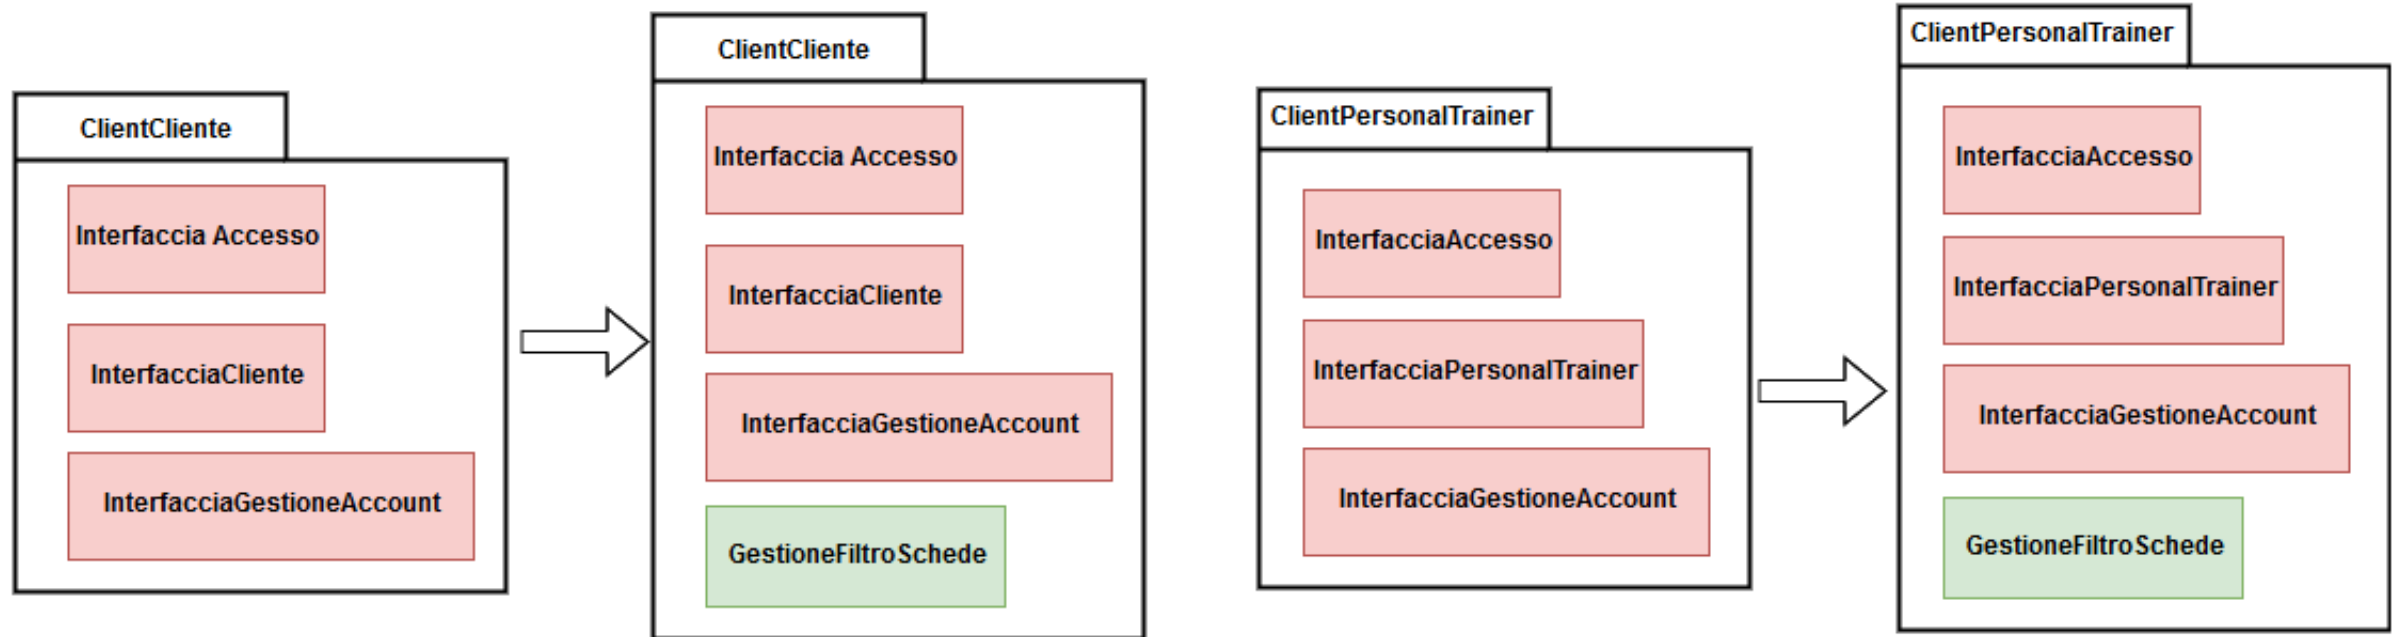 ClientCliente
Interfaccia Accesso
InterfacciaCliente
InterfacciaGestioneAccount
ClientCliente
Interfaccia Accesso
InterfacciaCliente
InterfacciaGestioneAccount
GestioneFiltroSchede
ClientPersonalTrainer
InterfacciaAccesso
InterfacciaPersonalTrainer
InterfacciaGestioneAccount
ClientPersonalTrainer
InterfacciaAccesso
InterfacciaPersonalTrainer
InterfacciaGestioneAccount
GestioneFiltroSchede